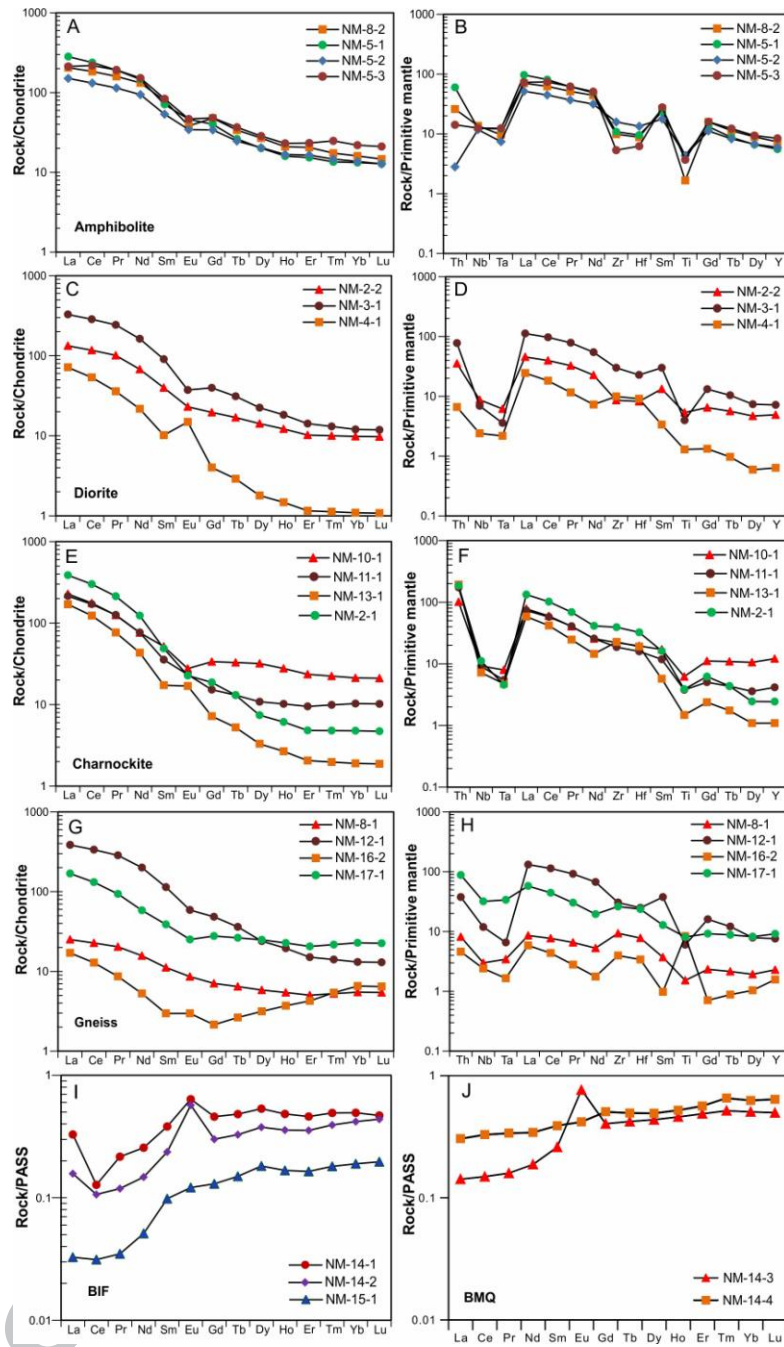 A
NM-8-2
NM-5-1
NM-5-2
NM-5-3
Rock/Chondrite
1000
100
10
1
Amphibolite
La Ce Pr Nd Sm Eu Gd Tb Dy Ho Er Tm Yb Lu
B
NM-8-2
NM-5-1
NM-5-2
NM-5-3
Rock/Primitive mantle
1000
100
10
1
0.1
Th Nb Ta La Ce Pr Nd Zr Hf Sm Ti Gd Tb Dy Y
C
NM-2-2
NM-3-1
NM-4-1
Rock/Chondrite
1000
100
10
1
Diorite
La Ce Pr Nd Sm Eu Gd Tb Dy Ho Er Tm Yb Lu
D
NM-2-2
NM-3-1
NM-4-1
Rock/Primitive mantle
1000
100
10
1
0.1
Th Nb Ta La Ce Pr Nd Zr Hf Sm Ti Gd Tb Dy Y
E
NM-10-1
NM-11-1
NM-13-1
NM-2-1
Rock/Chondrite
1000
100
10
1
Charnockite
La Ce Pr Nd Sm Eu Gd Tb Dy Ho Er Tm Yb Lu
F
NM-10-1
NM-11-1
NM-13-1
NM-2-1
Rock/Primitive mantle
1000
100
10
1
0.1
Th Nb Ta La Ce Pr Nd Zr Hf Sm Ti Gd Tb Dy Y
G
NM-8-1
NM-12-1
NM-16-2
NM-17-1
Rock/Chondrite
1000
100
10
1
Gneiss
La Ce Pr Nd Sm Eu Gd Tb Dy Ho Er Tm Yb Lu
H
NM-8-1
NM-12-1
NM-16-2
NM-17-1
Rock/Primitive mantle
1000
100
10
1
0.1
Th Nb Ta La Ce Pr Nd Zr Hf Sm Ti Gd Tb Dy Y
I
Rock/PASS
1
0.1
0.01
BIF
NM-14-1
NM-14-2
NM-15-1
La Ce Pr Nd Sm Eu Gd Tb Dy Ho Er Tm Yb Lu
J
Rock/PASS
1
0.1
0.01
BMQ
NM-14-3
NM-14-4
La Ce Pr Nd Sm Eu Gd Tb Dy Ho Er Tm Yb Lu